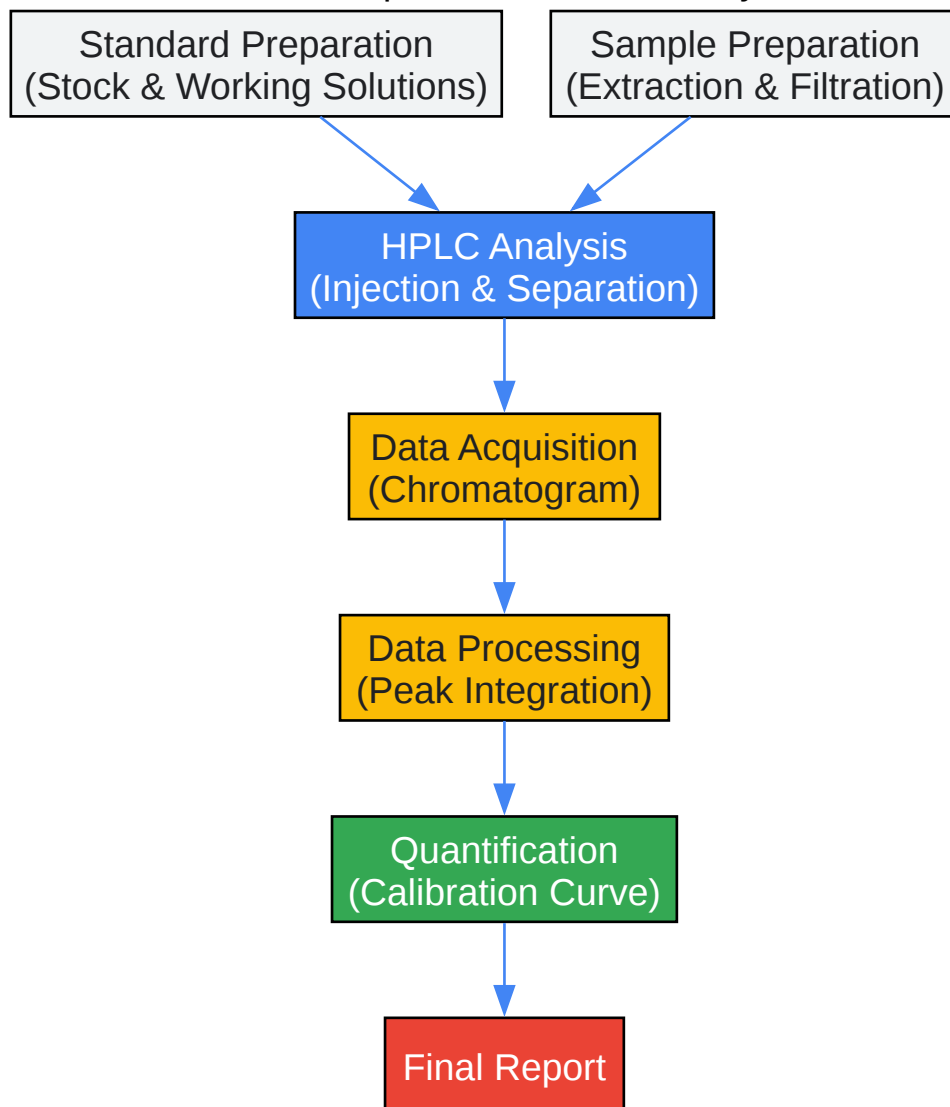 Standard Preparation
(Stock & Working Solutions)
Sample Preparation
(Extraction & Filtration)
HPLC Analysis
(Injection & Separation)
Data Acquisition
(Chromatogram)
Data Processing
(Peak Integration)
Quantification
(Calibration Curve)
Final Report